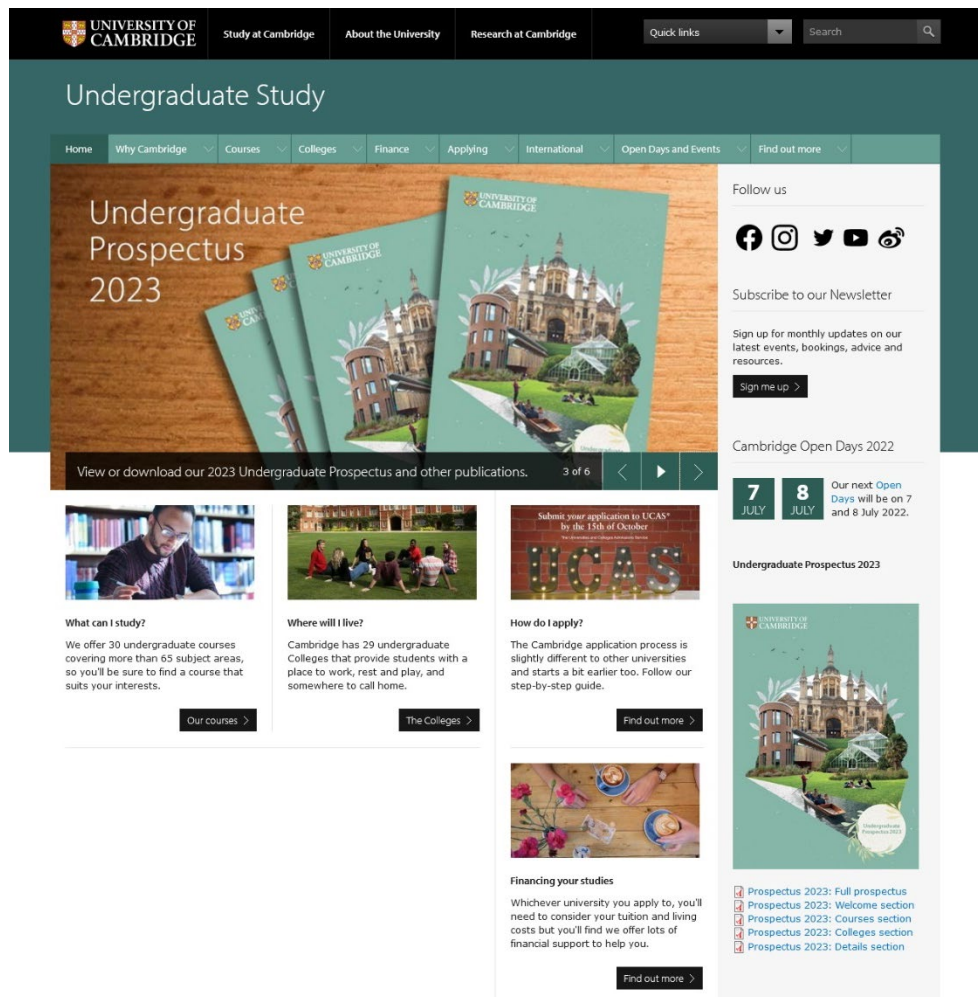 UNIVERSITY OF
CAMBRIDGE
Study at Cambridge
About the University
Research at Cambridge
Quick links
Search
Undergraduate Study
Home
Why Cambridge
Courses
Colleges
Finance
Applying
International
Open Days and Events
Find out more
Undergraduate
Prospectus
2023
UNIVERSITY OF
CAMBRIDGE
UNIVERSITY OF
CAMBRIDGE
View or download our 2023 Undergraduate Prospectus and other publications.
3 of 6
Follow us
Subscribe to our Newsletter
Sign up for monthly updates on our
latest events, bookings, advice and
resources.
Sign me up
Cambridge Open Days 2022
7
JULY
8
JULY
Our next Open
Days will be on 7
and 8 July 2022.
Undergraduate Prospectus 2023
UNIVERSITY OF
CAMBRIDGE
Undergraduate
Prospectus 2023
Prospectus 2023: Full prospectus
Prospectus 2023: Welcome section
Prospectus 2023: Courses section
Prospectus 2023: Colleges section
Prospectus 2023: Details section
What can I study?
We offer 30 undergraduate courses
covering more than 65 subject areas,
so you'll be sure to find a course that
suits your interests.
Our courses
Where will I live?
Cambridge has 29 undergraduate
Colleges that provide students with a
place to work, rest and play, and
somewhere to call home.
The Colleges
Submit your application to UCAS*
by the 15th of October
UCAS
How do I apply?
The Cambridge application process is
slightly different to other universities
and starts a bit earlier too. Follow our
step-by-step guide.
Find out more
Financing your studies
Whichever university you apply to, you'll
need to consider your tuition and living
costs but you'll find we offer lots of
financial support to help you.
Find out more